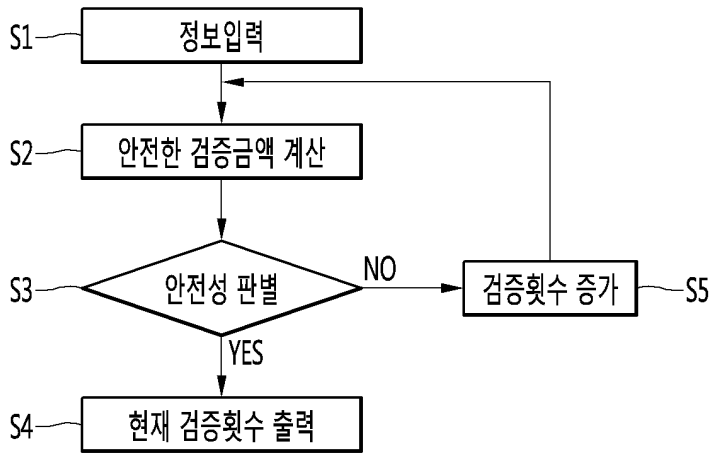 S1
정보입력
S2
안전한 검증금액 계산
S3
안전성 판별
NO
검증횟수 증가
S5
YES
S4
현재 검증횟수 출력